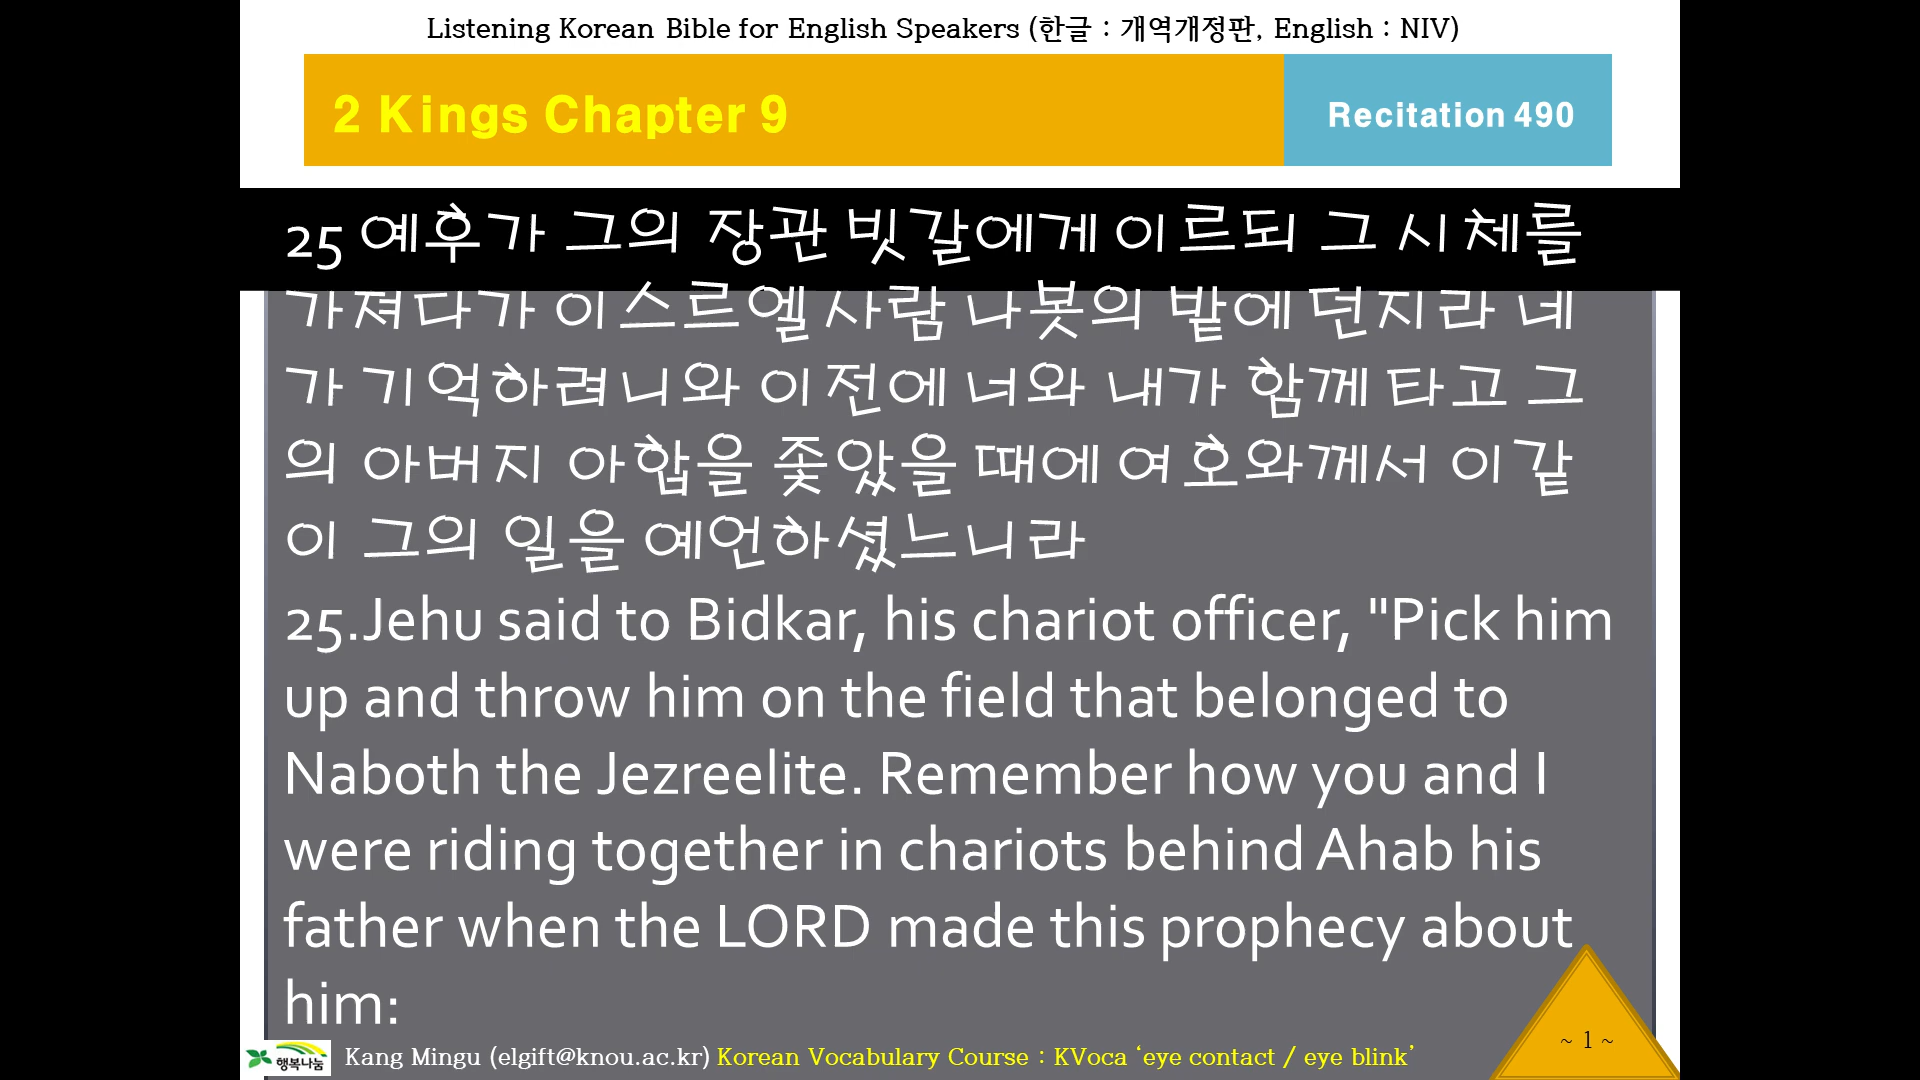 Listening Korean Bible for English Speakers (한글 : 개역개정판, English : NIV)
2 Kings Chapter 9
Recitation 490
25 예후가 그의 장관 빗갈에게 이르되 그 시체를
가져다가 이스르엘 사람 나봇의 밭에 던지라 네
가 기억하려니와 이전에 너와 내가 함께 타고 그
의 아버지 아합을 좇았을 때에 여호와께서 이같
이 그의 일을 예언하셨느니라
25.Jehu said to Bidkar, his chariot officer, "Pick him
up and throw him on the field that belonged to
Naboth the Jezreelite. Remember how you and I
were riding together in chariots behind Ahab his
father when the LORD made this prophecy about
him:
~ 1 ~
행복나눔
Kang Mingu (elgift@knou.ac.kr) Korean Vocabulary Course : KVoca ‘eye contact / eye blink’